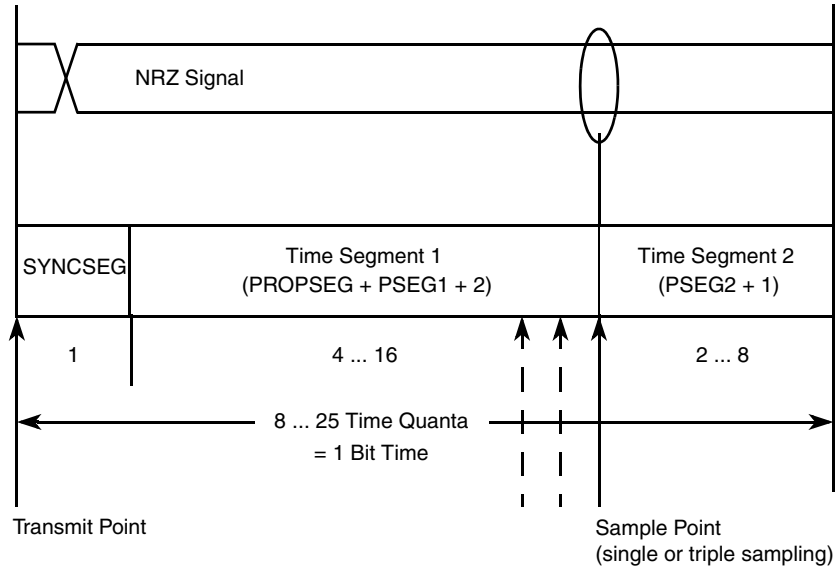 NRZ Signal
SYNCSEG
Time Segment 1
(PROPSEG + PSEG1 + 2)
Time Segment 2
(PSEG2 + 1)
1
4 ... 16
2 ... 8
8 ... 25 Time Quanta
= 1 Bit Time
Transmit Point
Sample Point
(single or triple sampling)